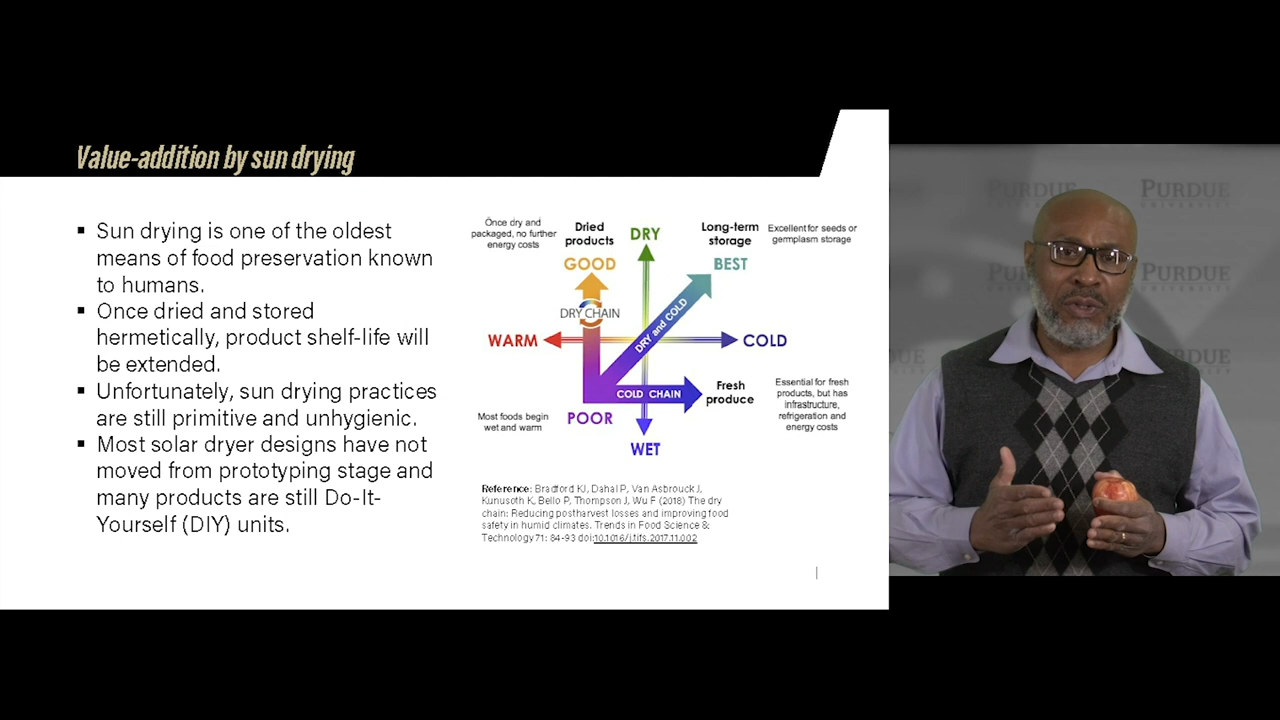 Value-addition by sun drying
▪ Sun drying is one of the oldest
means of food preservation known
to humans.
▪ Once dried and stored
hermetically, product shelf-life will
be extended.
▪ Unfortunately, sun drying practices
are still primitive and unhygienic.
▪ Most solar dryer designs have not
moved from prototyping stage and
many products are still Do-It-
Yourself (DIY) units.
Once dry and
packaged, no further
energy costs
Dried
products
GOOD
DRY
Long-term
storage
BEST
Excellent for seeds or
germplasm storage
DRY CHAIN
DRY and COLD
WARM
COLD
COLD CHAIN
Fresh
produce
Essential for fresh
products, but has
infrastructure,
refrigeration and
energy costs
Most foods begin
wet and warm
POOR
WET
Reference: Bradford KJ, Dahal P, Van Asbrouck J,
Kunusoth K, Bello P, Thompson J, Wu F (2018) The dry
chain: Reducing postharvest losses and improving food
safety in humid climates. Trends in Food Science &
Technology 71: 84-93 doi:10.1016/j.tifs.2017.11.002
PURDUE
UNIVERSITY
PURDUE
UNIVERSITY
PURDUE
UNIVERSITY
PURDUE